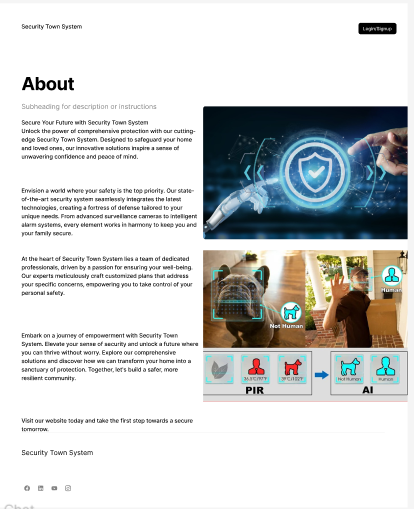 Security Town System
Login/Signup
About
Subheading for description or instructions
Secure Your Future with Security Town System
Unlock the power of comprehensive protection with our cutting-
edge Security Town System. Designed to safeguard your home
and loved ones, our innovative solutions inspire a sense of
unwavering confidence and peace of mind.
Envision a world where your safety is the top priority. Our state-
of-the-art security system seamlessly integrates the latest
technologies, creating a fortress of defense tailored to your
unique needs. From advanced surveillance cameras to intelligent
alarm systems, every element works in harmony to keep you and
your family secure.
At the heart of Security Town System lies a team of dedicated
professionals, driven by a passion for ensuring your well-being.
Our experts meticulously craft customized plans that address
your specific concerns, empowering you to take control of your
personal safety.
Human
Not Human
Not Human
Human
PIR
AI
Embark on a journey of empowerment with Security Town
System. Elevate your sense of security and unlock a future where
you can thrive without worry. Explore our comprehensive
solutions and discover how we can transform your home into a
sanctuary of protection. Together, let's build a safer, more
resilient community.
Visit our website today and take the first step towards a secure
tomorrow.
Security Town System